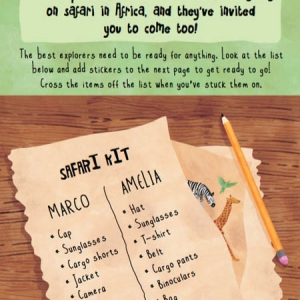 on safari in Africa, and they've invited
you to come too!
The best explorers need to be ready for anything. Look at the list
below and add stickers to the next page to get ready to go!
Cross the items off the list when you've stuck them on.
SAFARI KIT
MARCO
• Cap
• Sunglasses
• Cargo shorts
• Jacket
• Camera
AMELIA
• Hat
• Sunglasses
• T-shirt
• Belt
• Cargo pants
• Binoculars
• Bag